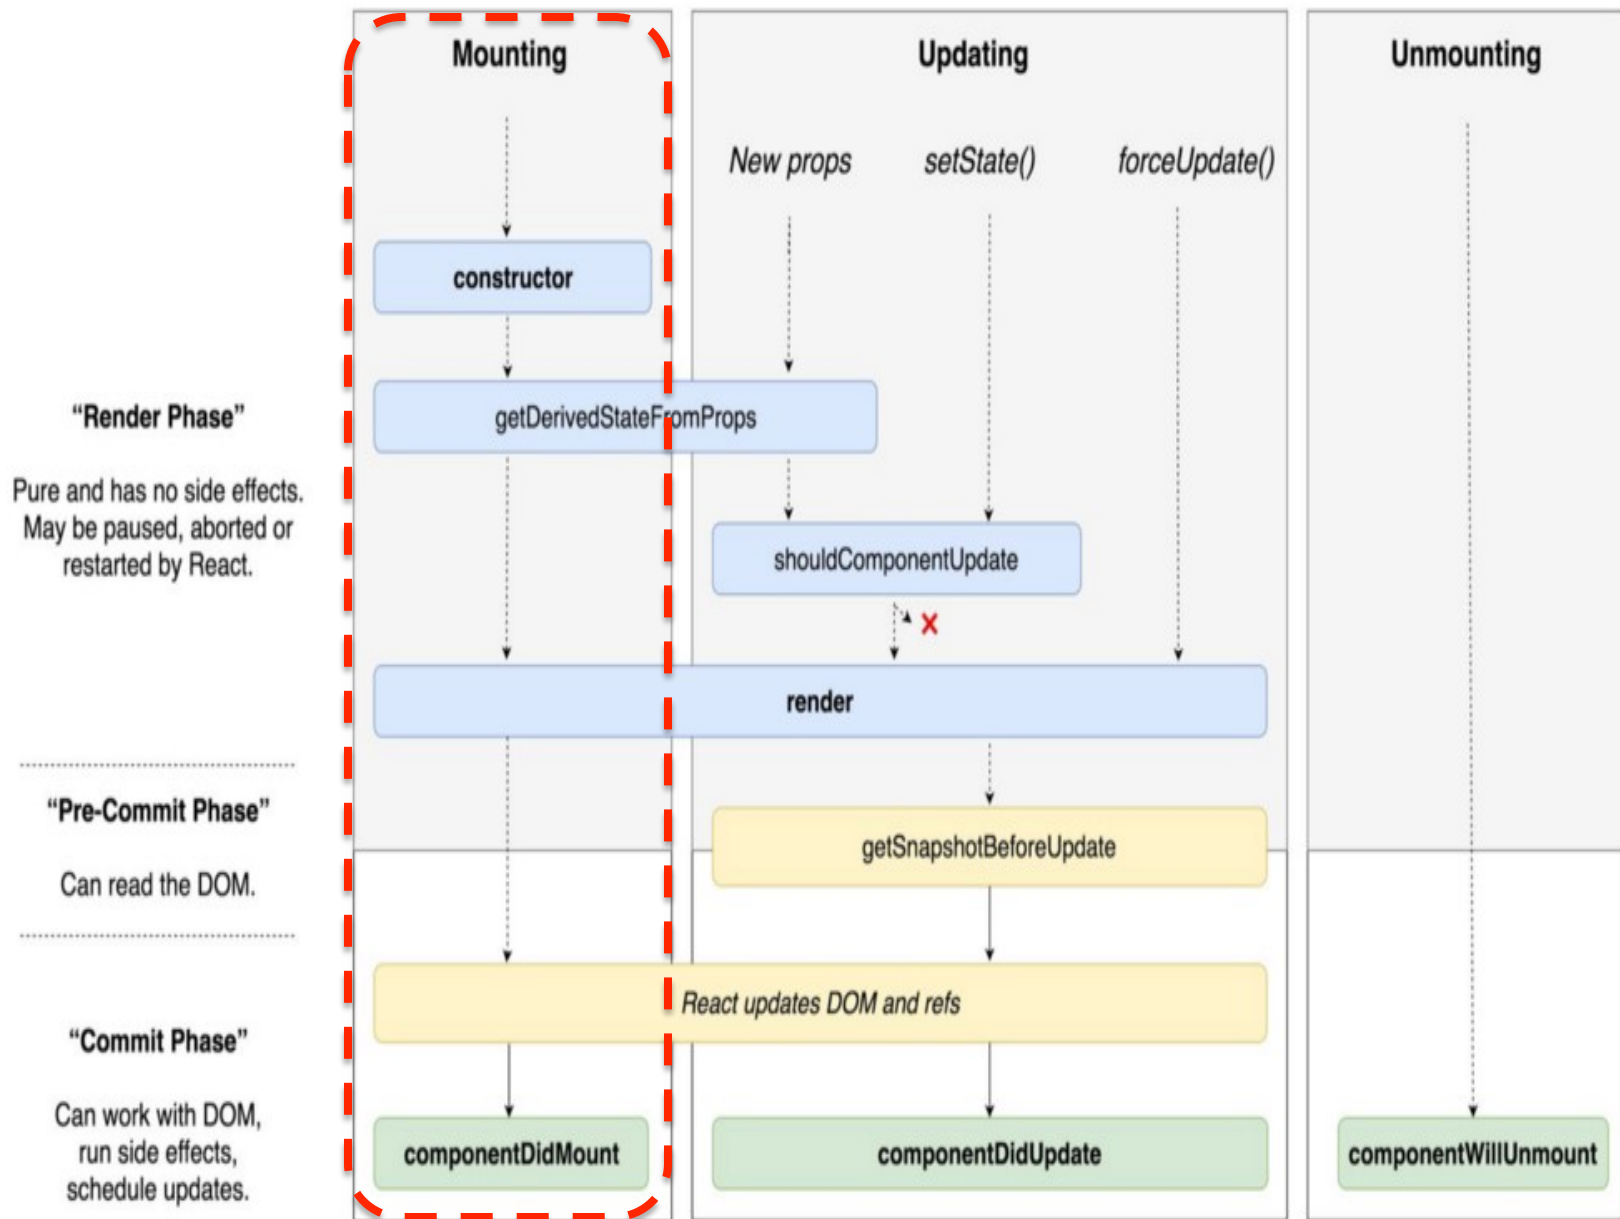 Mounting
Updating
Unmounting
New props
setState()
forceUpdate()
constructor
getDerivedStateFromProps
shouldComponentUpdate
render
getSnapshotBeforeUpdate
React updates DOM and refs
componentDidMount
componentDidUpdate
componentWillUnmount
“Render Phase”
Pure and has no side effects.
May be paused, aborted or
restarted by React.
“Pre-Commit Phase”
Can read the DOM.
“Commit Phase”
Can work with DOM,
run side effects,
schedule updates.